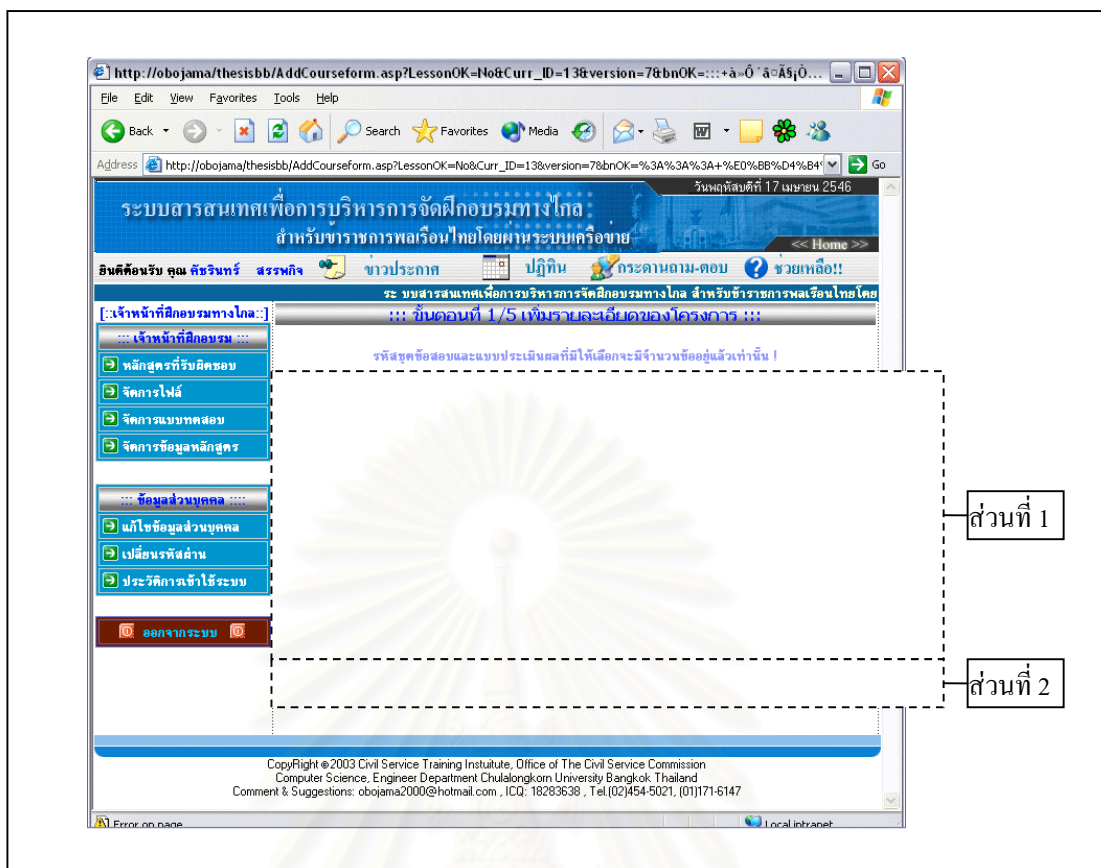 http://obojama/thesisbb/AddCourseform.asp?LessonOK=No&Curr_ID=13&version=7&bnOK=:::+à»Ô´â¤Ã§¡Ò...
File Edit View Favorites Tools Help
Back Search Favorites Media
Address http://obojama/thesisbb/AddCourseform.asp?LessonOK=No&Curr_ID=13&version=7&bnOK=%3A%3A%3A+%E0%BB%D4%B4 Go
วันพฤหัสบดีที่ 17 เมษายน 2546
ระบบสารสนเทศเพื่อการบริหารการจัดฝึกอบรมทางไกล
สำหรับข้าราชการพลเรือนไทยโดยผ่านระบบเครือข่าย
<< Home >>
ยินดีต้อนรับ คุณ คัชรินทร์ สรรพกิจ ข่าวประกาศ ปฏิทิน กระดานถาม-ตอบ ช่วยเหลือ!!
ระ บบสารสนเทศเพื่อการบริหารการจัดฝึกอบรมทางไกล สำหรับข้าราชการพลเรือนไทยโดย
[::เจ้าหน้าที่ฝึกอบรมทางไกล::] ::: ขั้นตอนที่ 1/5 เพิ่มรายละเอียดของโครงการ :::
::: เจ้าหน้าที่ฝึกอบรม :::
รหัสชุดข้อสอบและแบบประเมินผลที่มีให้เลือกจะมีจำนวนข้ออยู่แล้วเท่านั้น !
หลักสูตรที่รับผิดชอบ
จัดการไฟล์
จัดการแบบทดสอบ
จัดการข้อมูลหลักสูตร
::: ข้อมูลส่วนบุคคล ::::
ส่วนที่ 1
แก้ไขข้อมูลส่วนบุคคล
เปลี่ยนรหัสผ่าน
ประวัติการเข้าใช้ระบบ
ออกจากระบบ
ส่วนที่ 2
CopyRight ©2003 Civil Service Training Instuitute, Office of The Civil Service Commission
Computer Science, Engineer Department Chulalongkorn University Bangkok Thailand
Comment & Suggestions: obojama2000@hotmail.com , ICQ: 18283638 , Tel.(02)454-5021, (01)171-6147
Error on page Local intranet